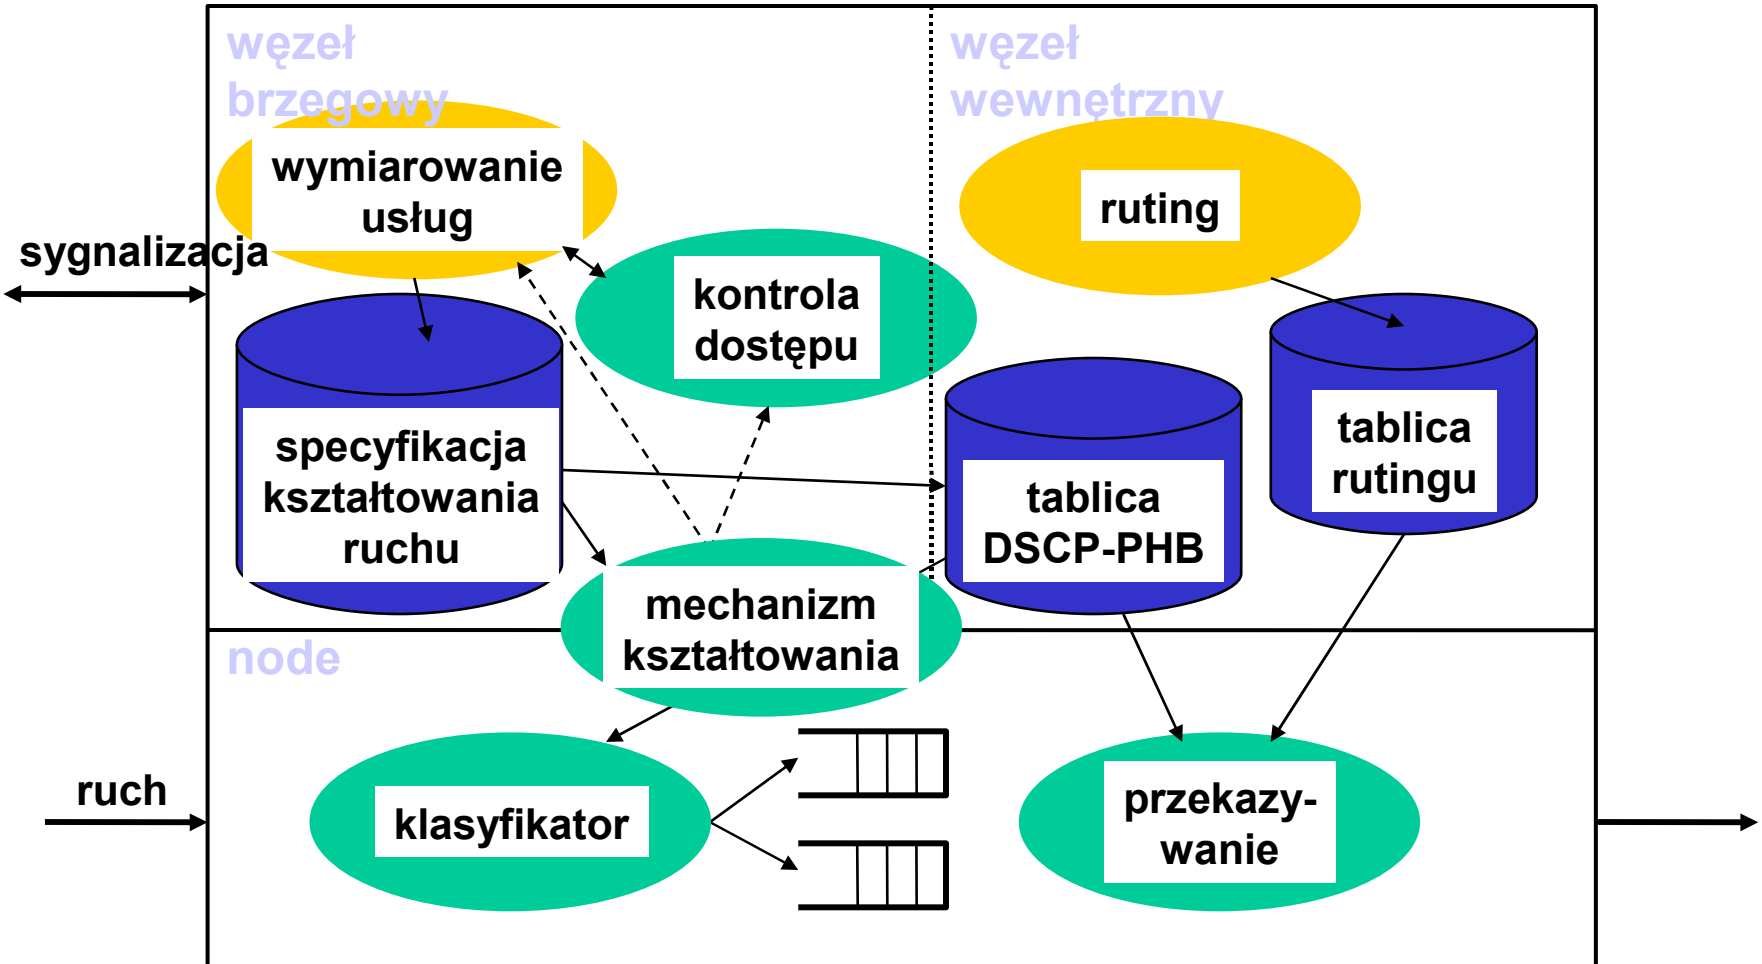 węzeł
brzegowy
węzeł
wewnętrzny
wymiarowanie
usług
ruting
sygnalizacja
kontrola
dostępu
specyfikacja
kształtowania
ruchu
tablica
DSCP-PHB
tablica
rutingu
mechanizm
kształtowania
node
ruch
klasyfikator
przekazy-
wanie